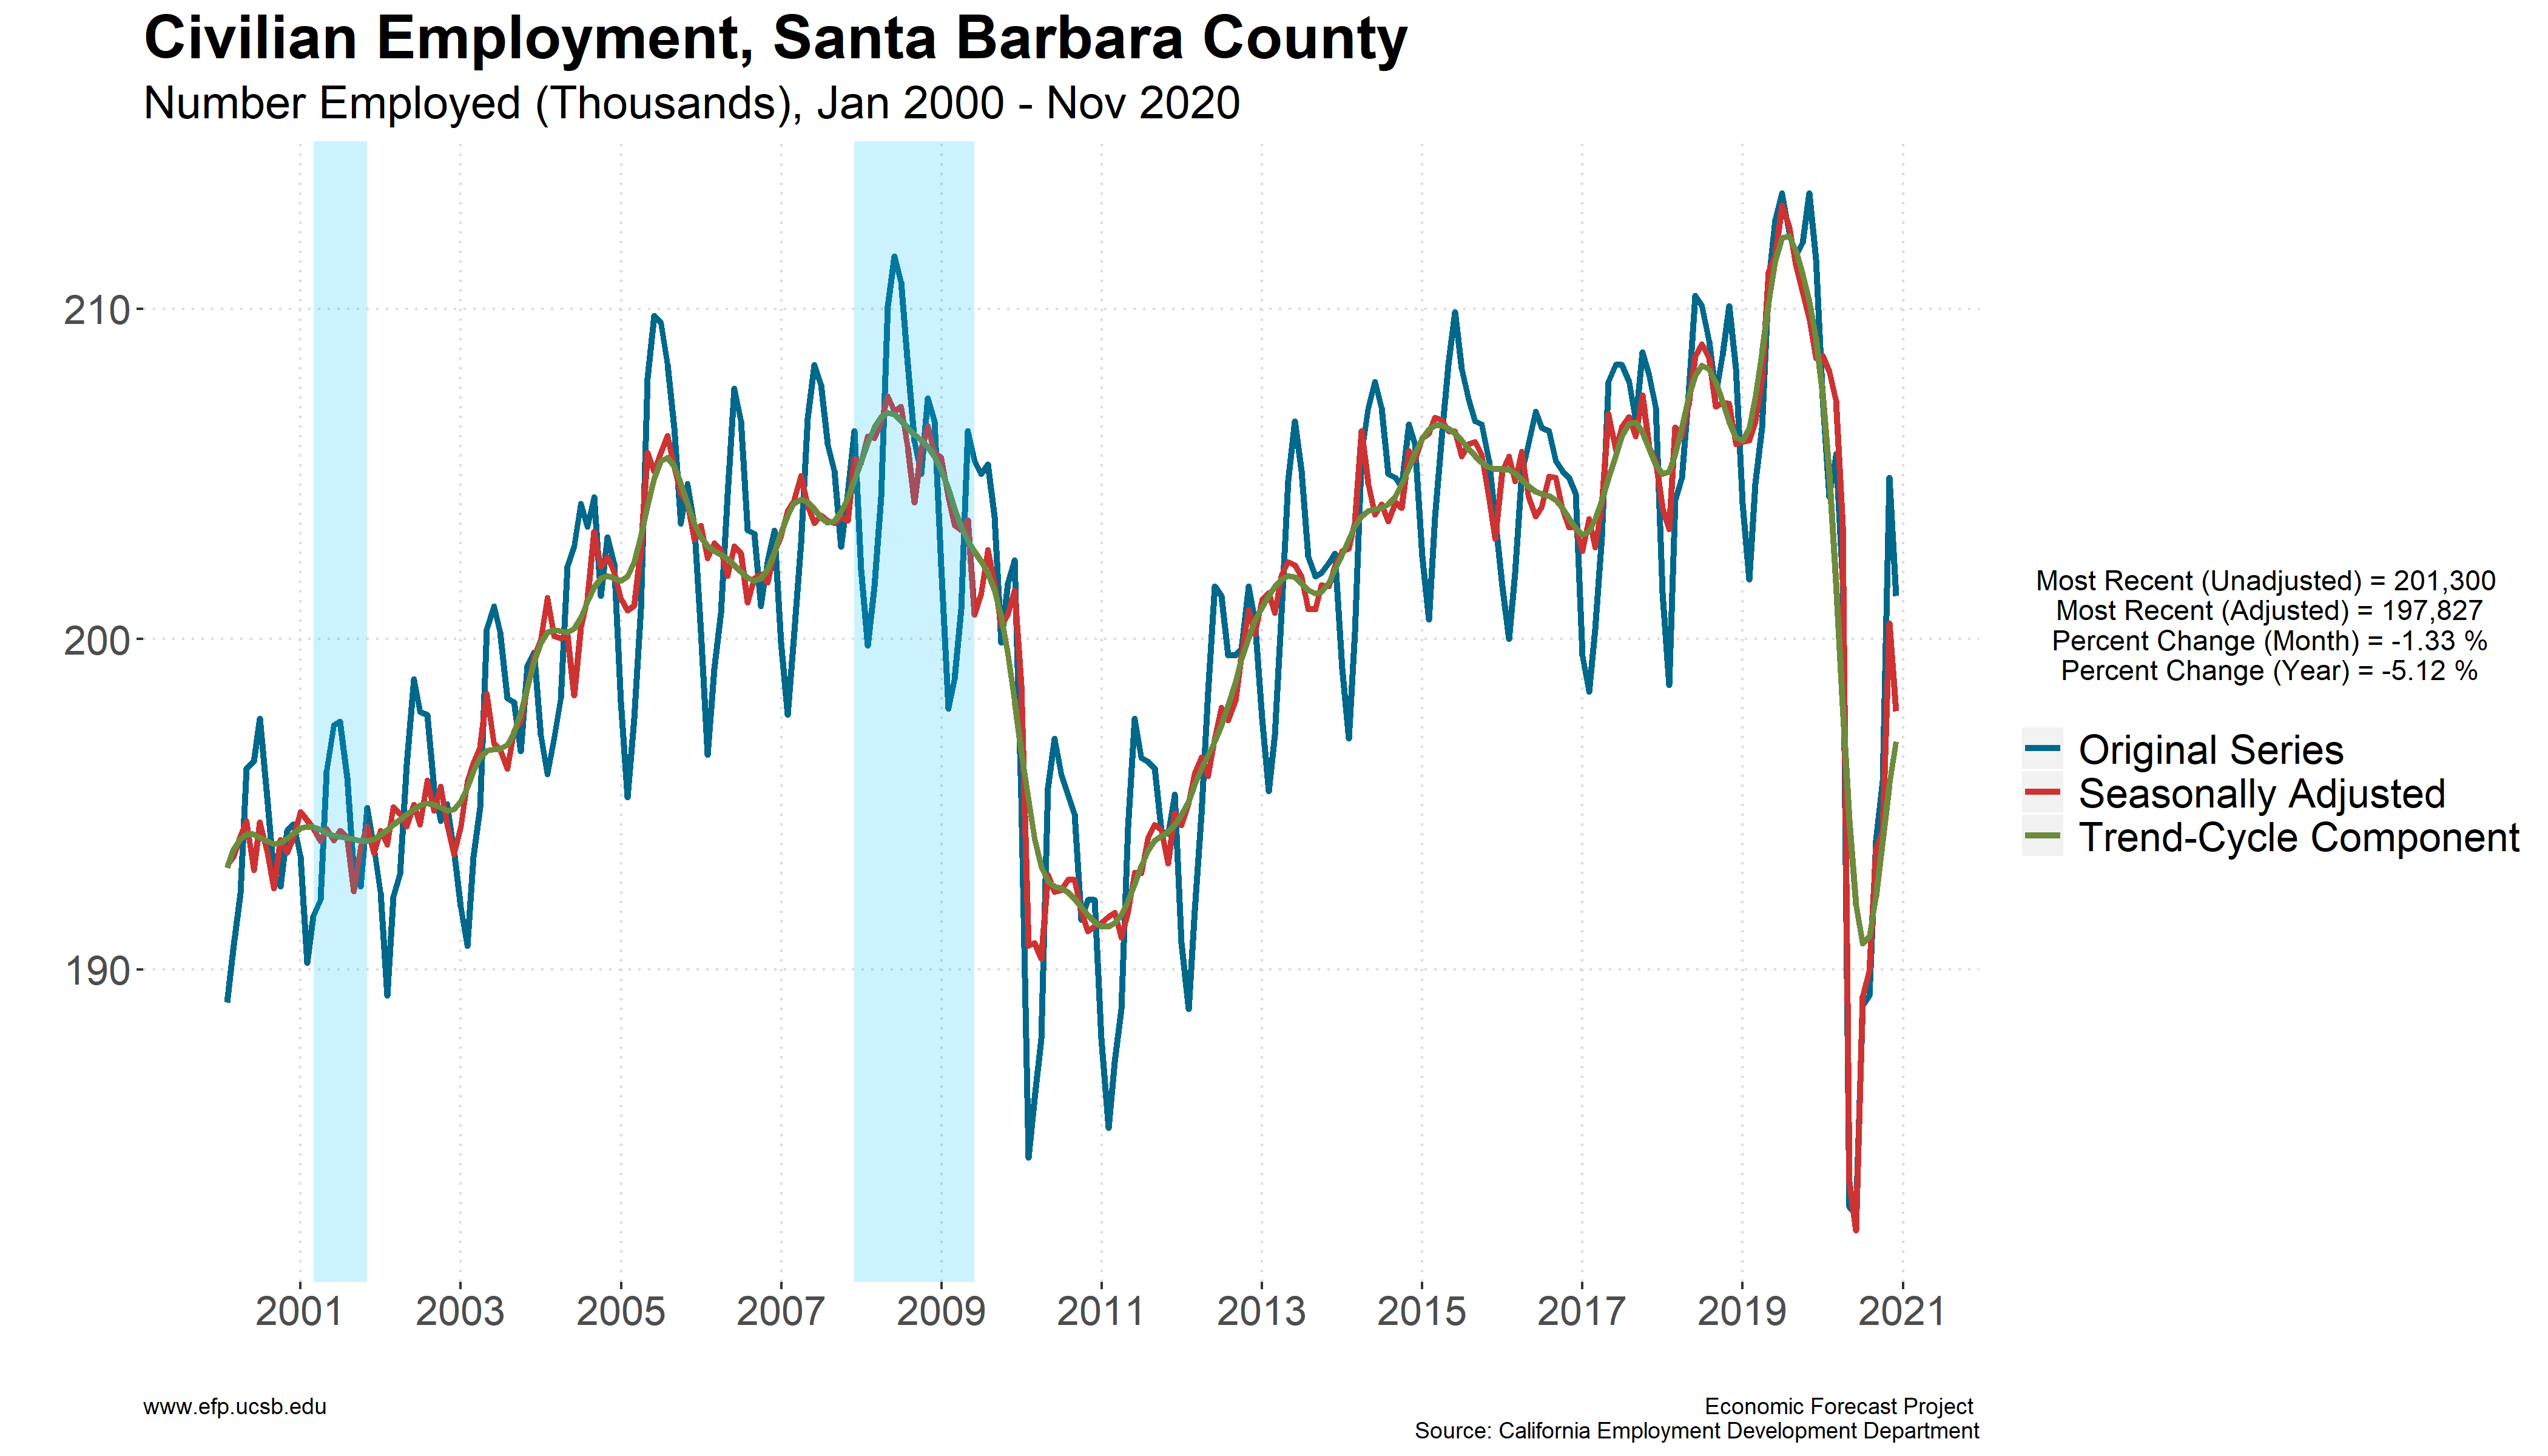 Civilian Employment, Santa Barbara County
Number Employed (Thousands), Jan 2000 - Nov 2020
210
200
190
2001 2003 2005 2007 2009 2011 2013 2015 2017 2019 2021
Most Recent (Unadjusted) = 201,300
Most Recent (Adjusted) = 197,827
Percent Change (Month) = -1.33 %
Percent Change (Year) = -5.12 %
Original Series
Seasonally Adjusted
Trend-Cycle Component
www.efp.ucsb.edu
Economic Forecast Project
Source: California Employment Development Department